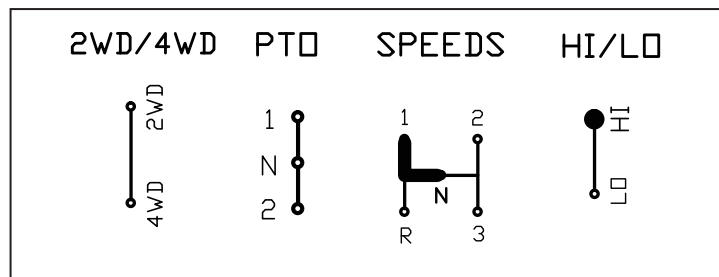 2WD/4WD PTO SPEEDS HI/LO
2WD
4WD
1
N
2
1 2
N
R 3
HI
LO